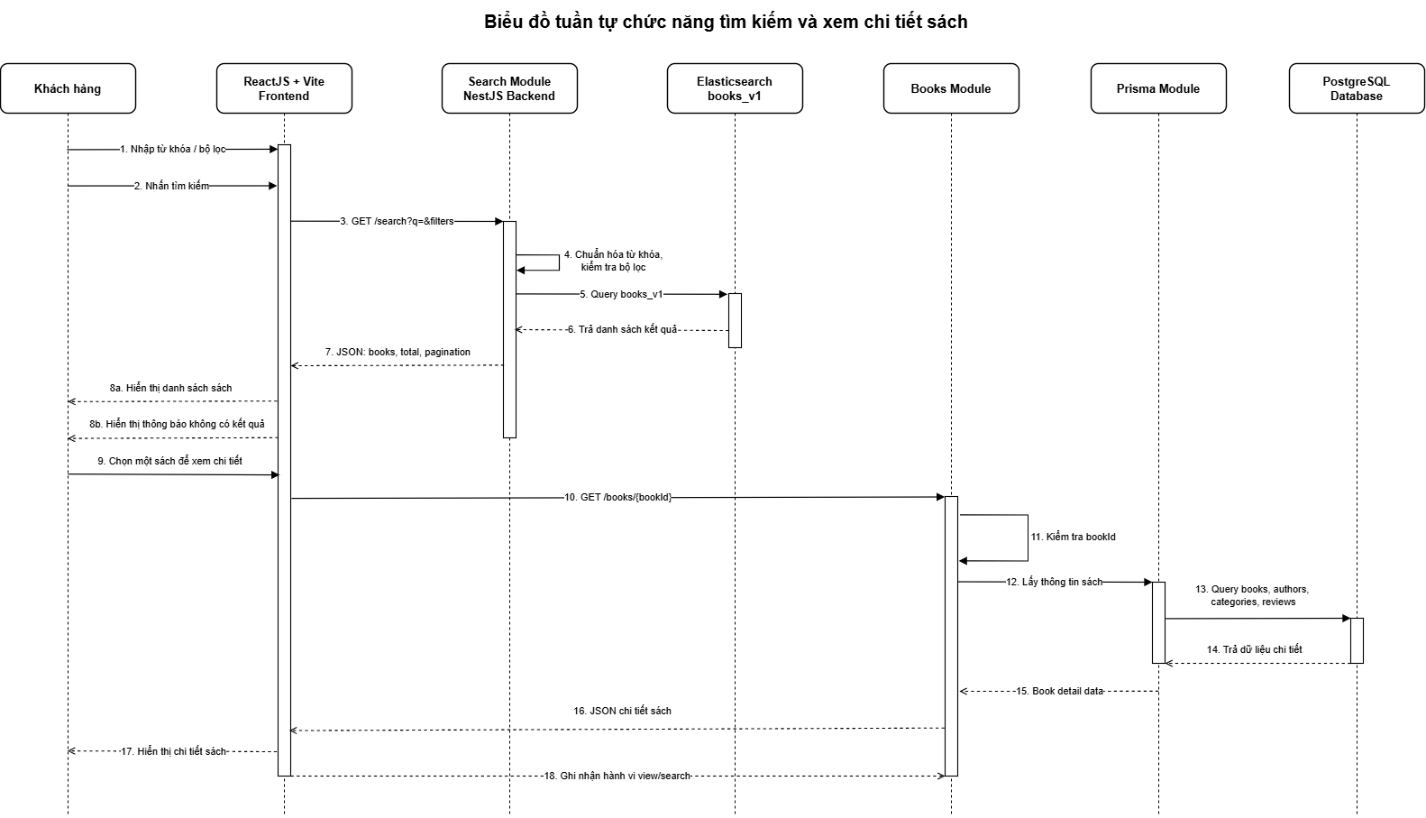 Biểu đồ tuần tự chức năng tìm kiếm và xem chi tiết sách
Khách hàng
ReactJS + Vite
Frontend
Search Module
NestJS Backend
Elasticsearch
books_v1
Books Module
Prisma Module
PostgreSQL
Database
1. Nhập từ khóa / bộ lọc
2. Nhấn tìm kiếm
3. GET /search?q=&filters
4. Chuẩn hóa từ khóa,
kiểm tra bộ lọc
5. Query books_v1
6. Trả danh sách kết quả
7. JSON: books, total, pagination
8a. Hiển thị danh sách sách
8b. Hiển thị thông báo không có kết quả
9. Chọn một sách để xem chi tiết
10. GET /books/{bookId}
11. Kiểm tra bookId
12. Lấy thông tin sách
13. Query books, authors,
categories, reviews
14. Trả dữ liệu chi tiết
15. Book detail data
16. JSON chi tiết sách
17. Hiển thị chi tiết sách
18. Ghi nhận hành vi view/search